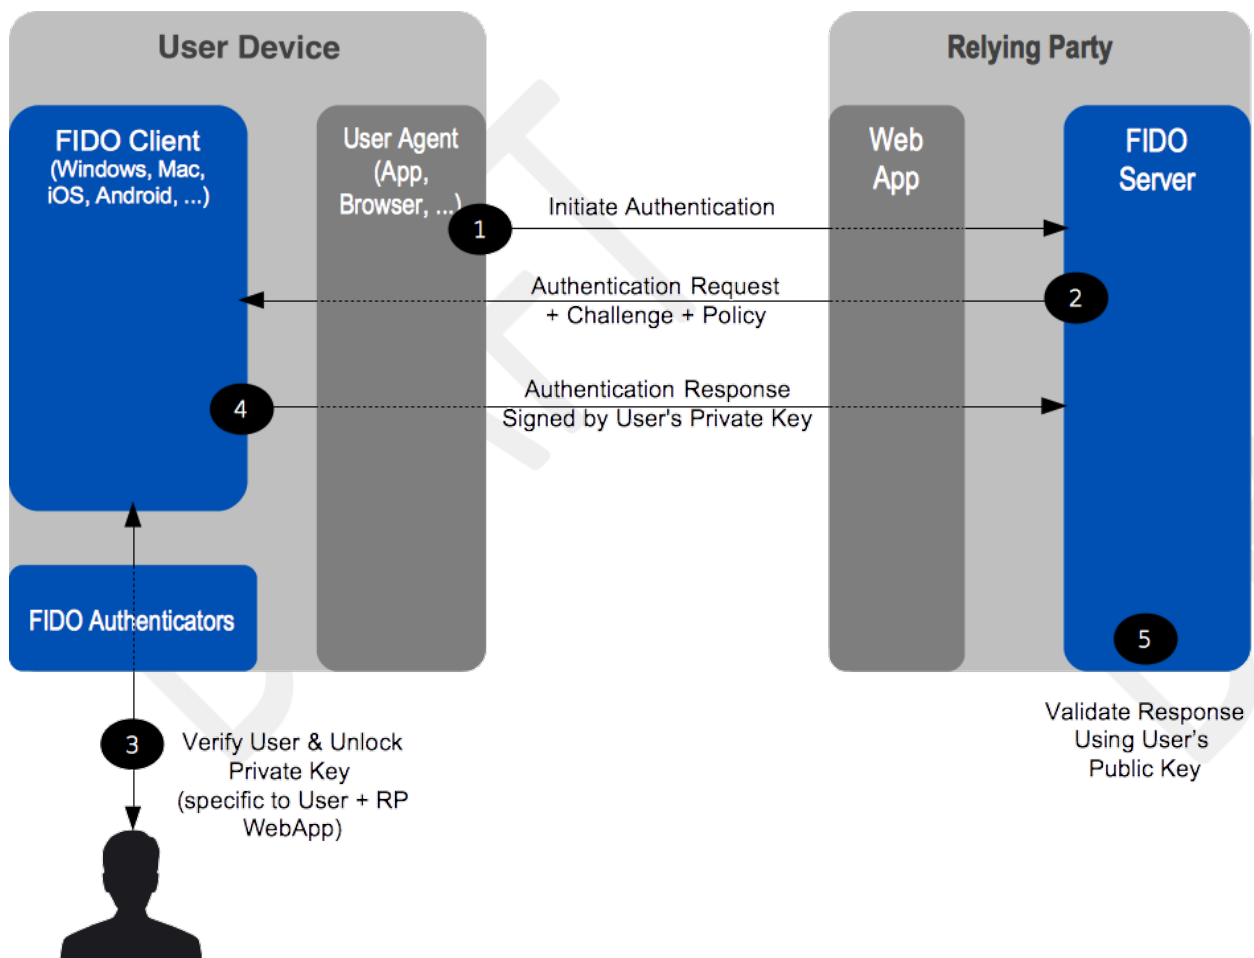 User Device
Relying Party
FIDO Client
(Windows, Mac,
iOS, Android, ...)
User Agent
(App,
Browser, ...)
Web
App
FIDO
Server
1
Initiate Authentication
2
Authentication Request
+ Challenge + Policy
4
Authentication Response
Signed by User's Private Key
FIDO Authenticators
3
Verify User & Unlock
Private Key
(specific to User + RP
WebApp)
5
Validate Response
Using User’s
Public Key